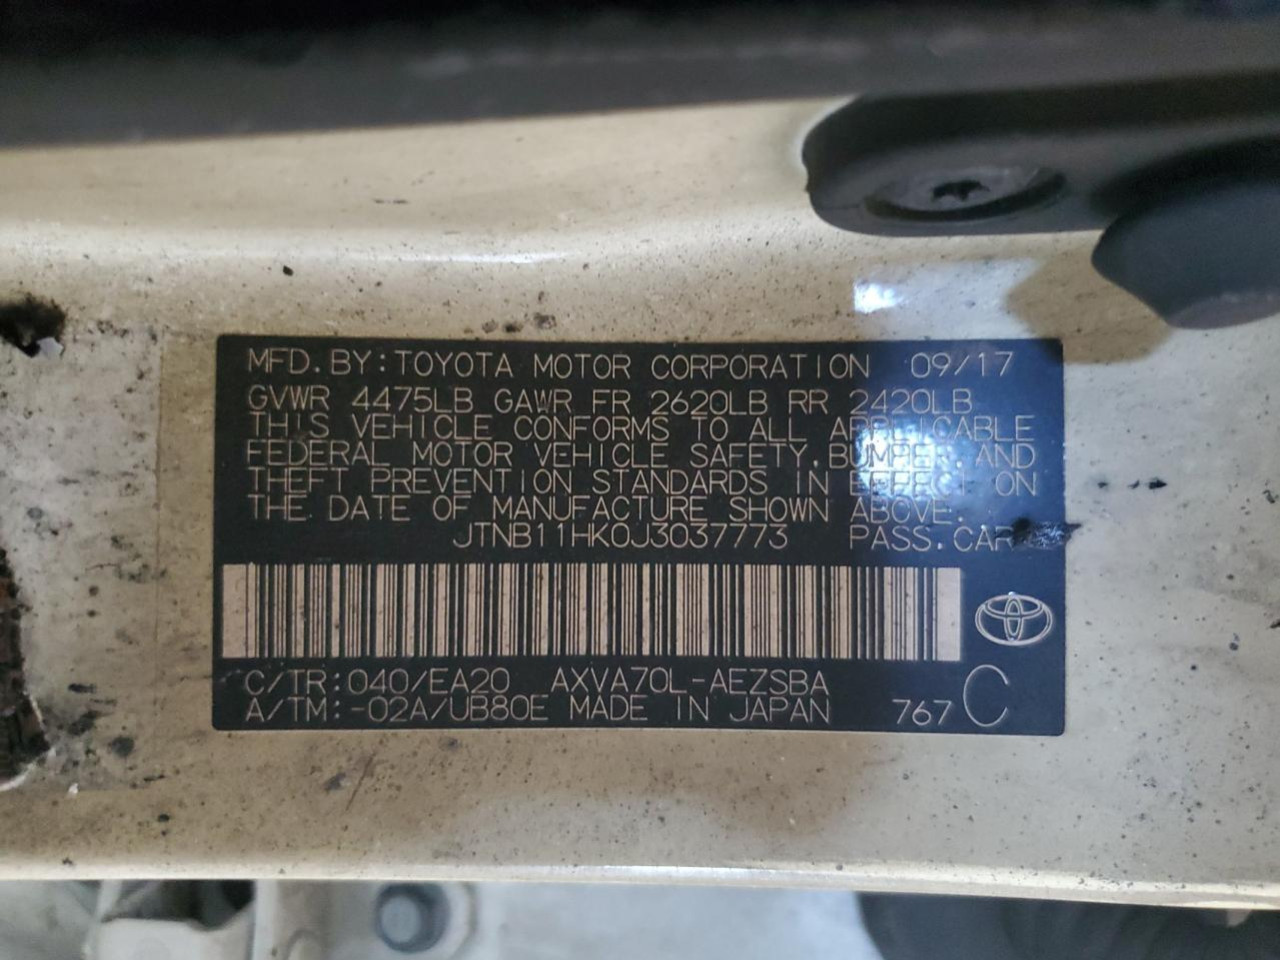 MFD. BY: TOYOTA MOTOR CORPORATION 09/17
GVWR 4475LB GAWR FR 2620LB RR 2420LB
THIS VEHICLE CONFORMS TO ALL APPLICABLE
FEDERAL MOTOR VEHICLE SAFETY, BUMPER, AND
THEFT PREVENTION STANDARDS IN EFFECT ON
THE DATE OF MANUFACTURE SHOWN ABOVE.
JTNB11HK0J3037773 PASS. CAR
C/TR: 040/EA20 AXVA70L-AEZSBA
A/TM: -02A/UB80E MADE IN JAPAN 767 C